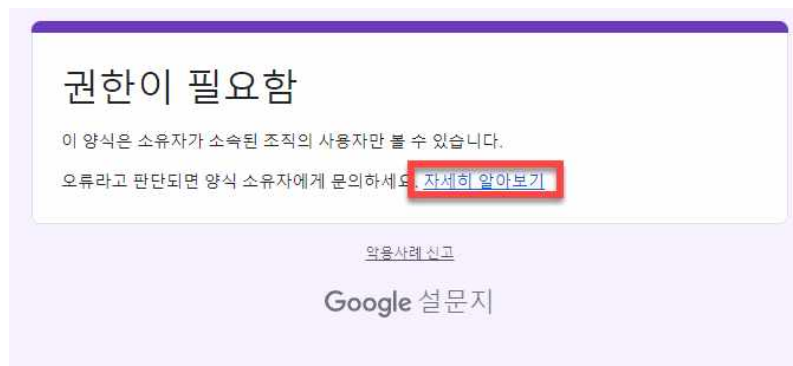 권한이 필요함
이 양식은 소유자가 소속된 조직의 사용자만 볼 수 있습니다.
오류라고 판단되면 양식 소유자에게 문의하세요. 자세히 알아보기
악용사례 신고
Google 설문지